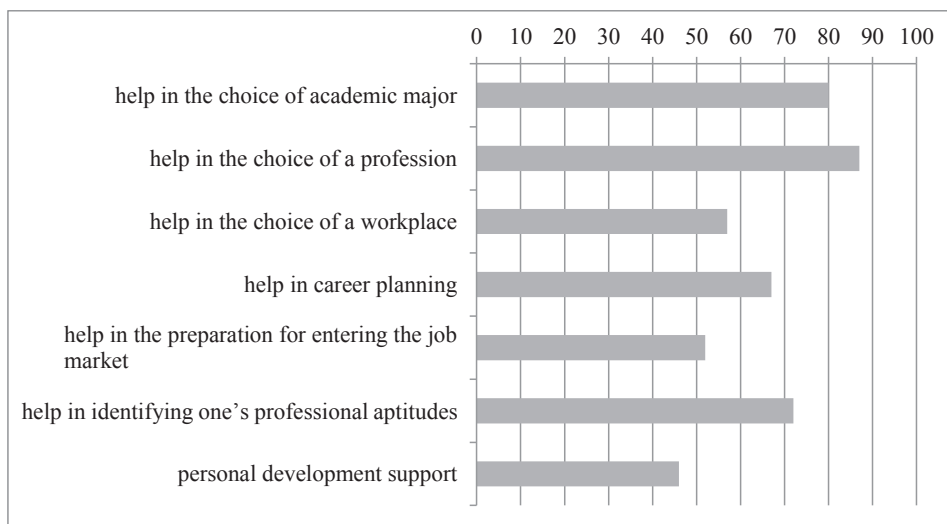 0 10 20 30 40 50 60 70 80 90 100
help in the choice of academic major
help in the choice of a profession
help in the choice of a workplace
help in career planning
help in the preparation for entering the job
market
help in identifying one’s professional aptitudes
personal development support